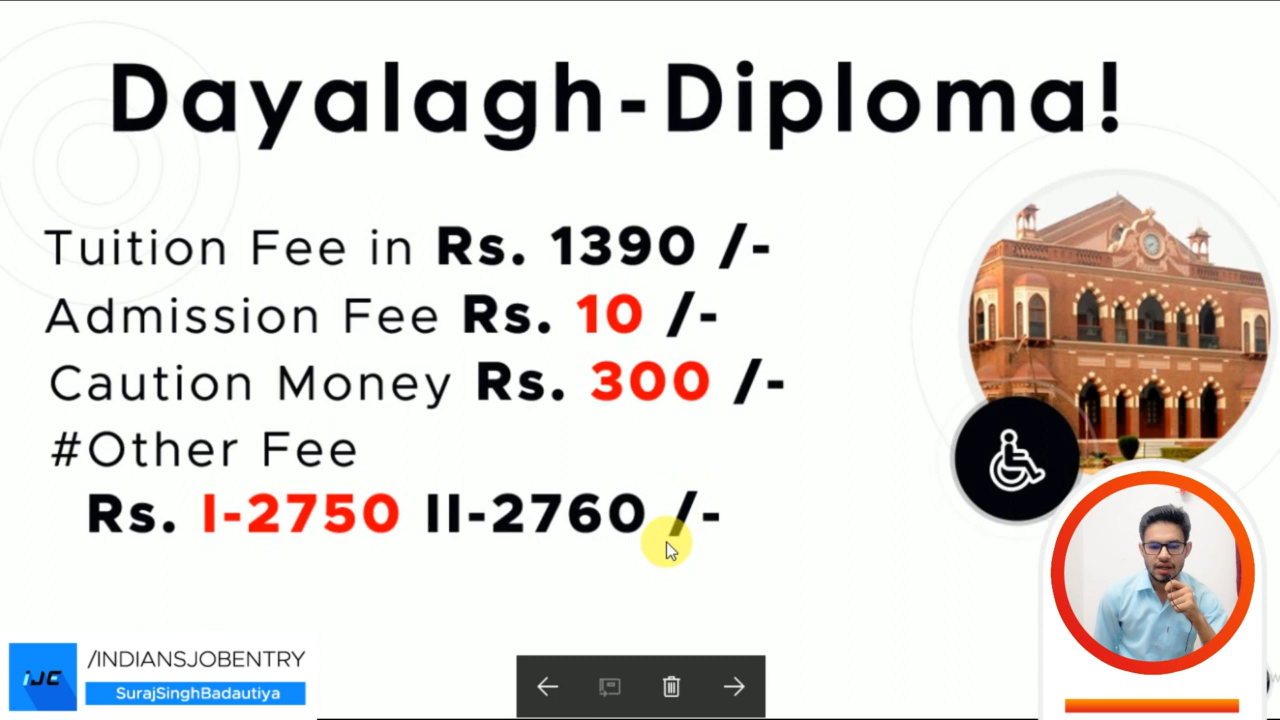 Dayalagh-Diploma!
Tuition Fee in Rs. 1390 /-
Admission Fee Rs. 10 /-
Caution Money Rs. 300 /-
#Other Fee
Rs. I-2750 II-2760 /-
IJC
/INDIANSJOBENTRY
SurajSinghBadautiya